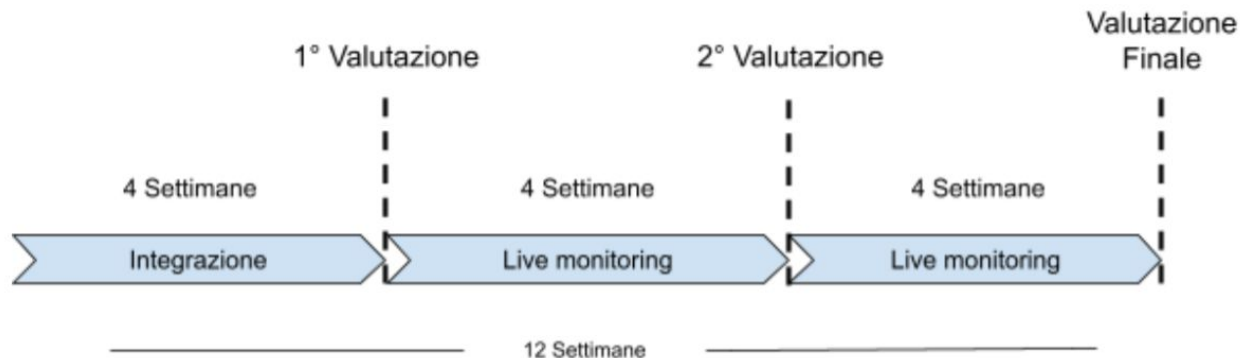 Valutazione
Finale
1° Valutazione
2° Valutazione
4 Settimane
4 Settimane
4 Settimane
Integrazione
Live monitoring
Live monitoring
12 Settimane